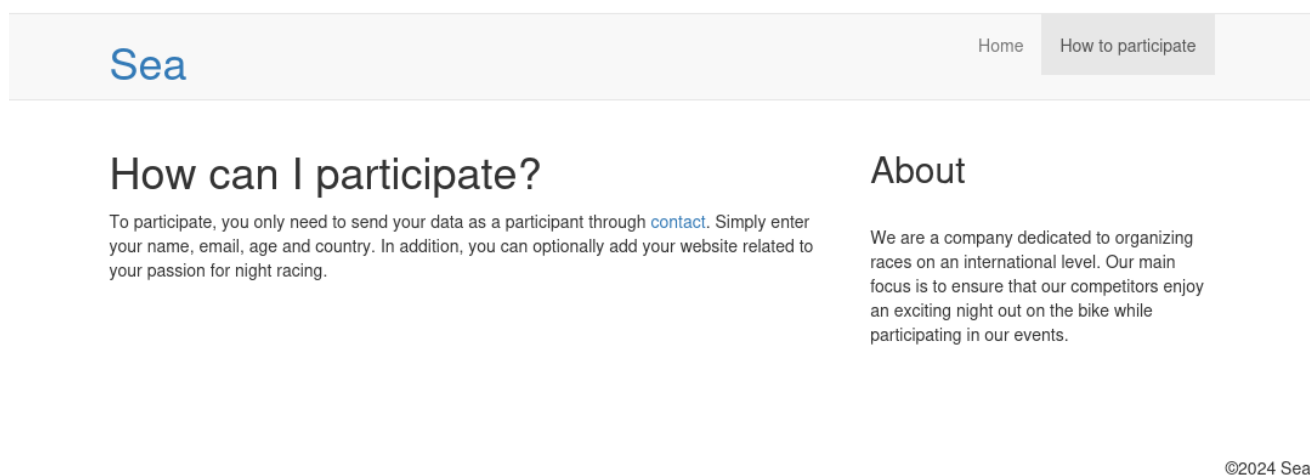 Sea
Home
How to participate
How can I participate?
To participate, you only need to send your data as a participant through contact. Simply enter
your name, email, age and country. In addition, you can optionally add your website related to
your passion for night racing.
About
We are a company dedicated to organizing
races on an international level. Our main
focus is to ensure that our competitors enjoy
an exciting night out on the bike while
participating in our events.
©2024 Sea